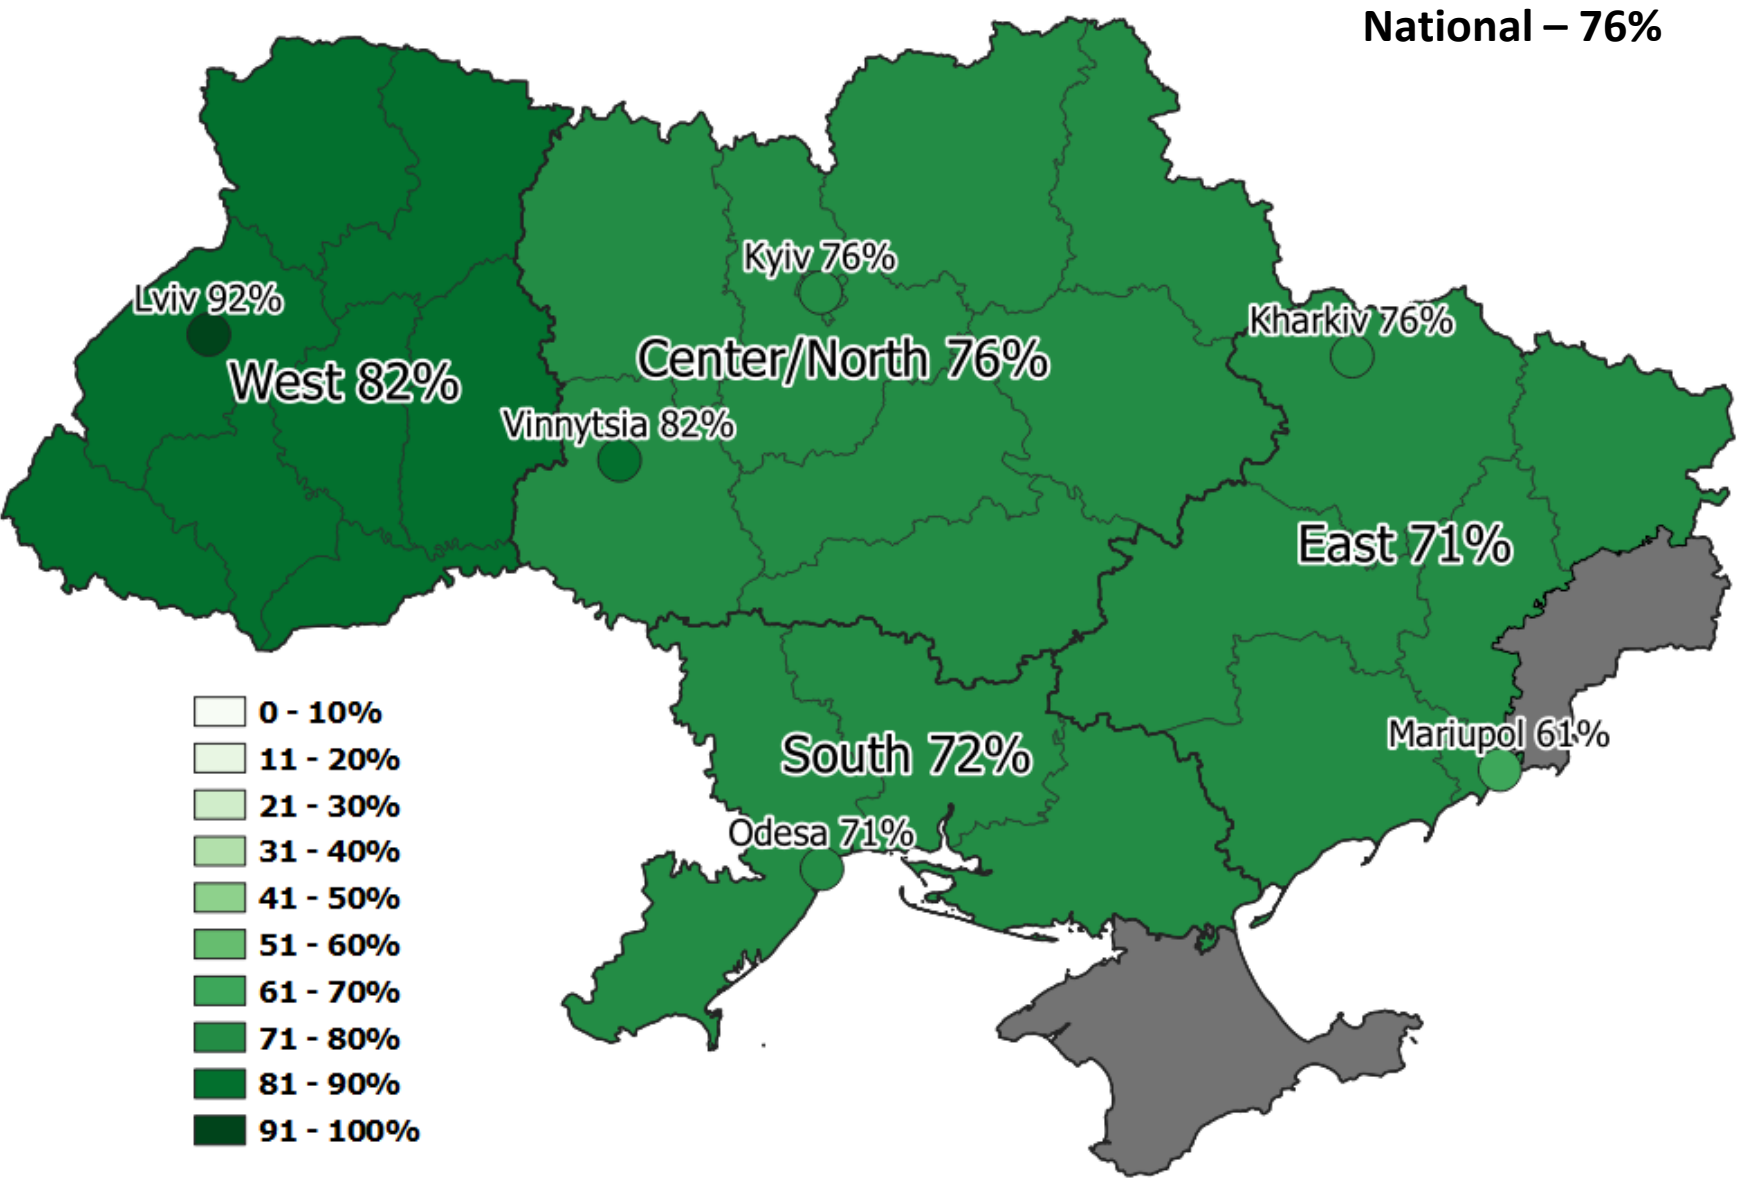 National – 76%
Kyiv 76%
Lviv 92%
Kharkiv 76%
Center/North 76%
West 82%
Vinnytsia 82%
East 71%
Mariupol 61%
South 72%
Odesa 71%
0 - 10%
11 - 20%
21 - 30%
31 - 40%
41 - 50%
51 - 60%
61 - 70%
71 - 80%
81 - 90%
91 - 100%